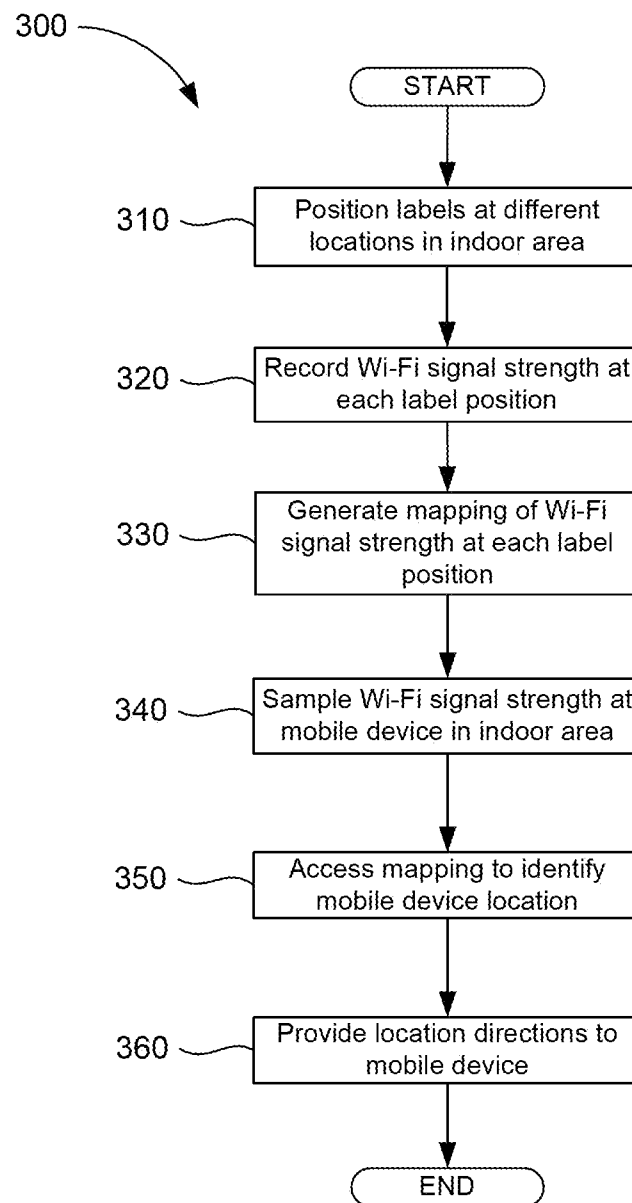 300
START
310
Position labels at different
locations in indoor area
320
Record Wi-Fi signal strength at
each label position
330
Generate mapping of Wi-Fi
signal strength at each label
position
340
Sample Wi-Fi signal strength at
mobile device in indoor area
350
Access mapping to identify
mobile device location
360
Provide location directions to
mobile device
END